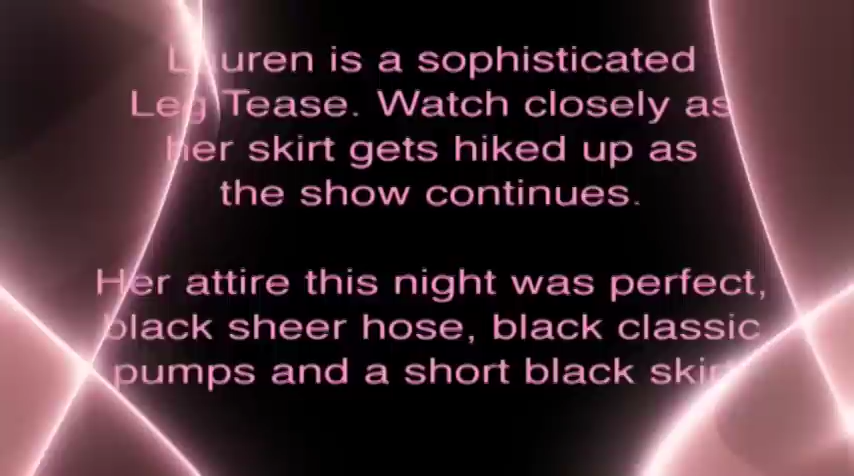 Lauren is a sophisticated
Leg Tease. Watch closely as
her skirt gets hiked up as
the show continues.
Her attire this night was perfect,
black sheer hose, black classic
pumps and a short black skirt